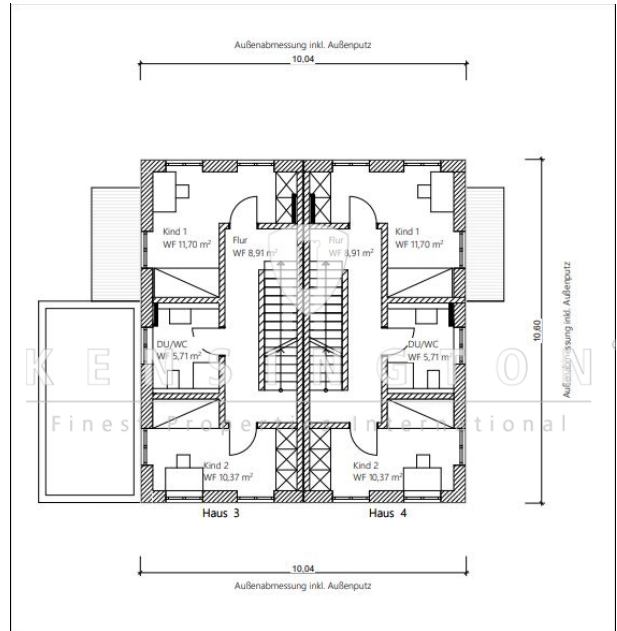 Außenabmessung inkl. Außenputz
10,04
Kind 1
WF 11,70 m²
Flur
WF 8,91 m²
Flur
WF 8,91 m²
Kind 1
WF 11,70 m²
10,60
Außenabmessung inkl. Außenputz
DU/WC
WF 5,71 m²
DU/WC
WF 5,71 m²
KENSINGTON
Finest Properties International
Kind 2
WF 10,37 m²
Kind 2
WF 10,37 m²
Haus 3
Haus 4
10,04
Außenabmessung inkl. Außenputz